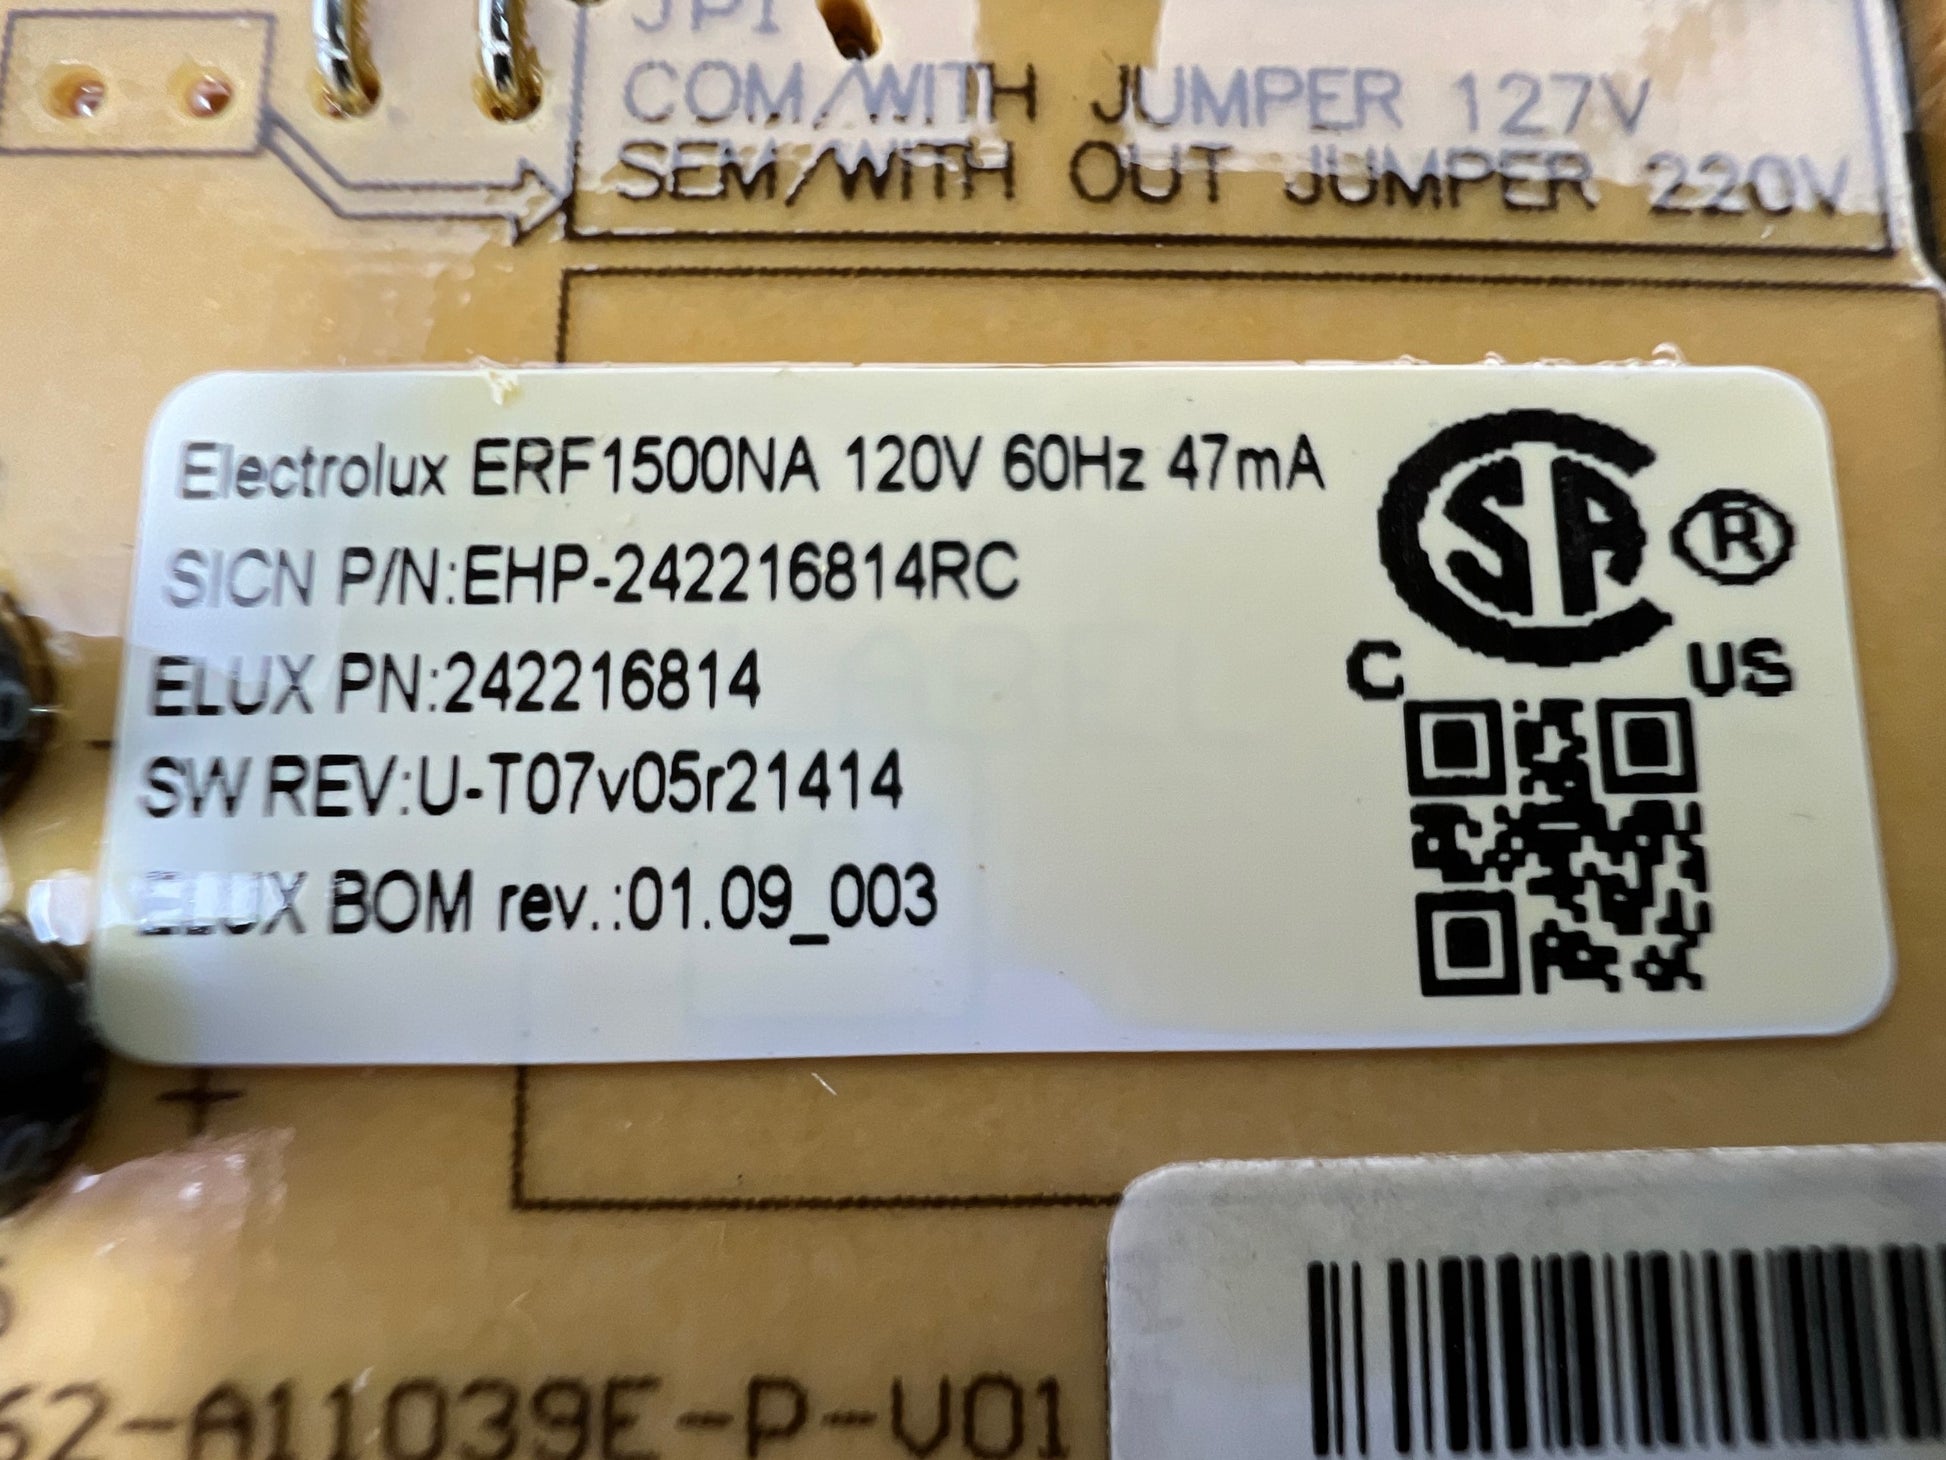 JP1
COM/WITH JUMPER 127V
SEM/WITH OUT JUMPER 220V
Electrolux ERF1500NA 120V 60Hz 47mA
SICN P/N:EHP-242216814RC
ELUX PN:242216814
SW REV:U-T07v05r21414
ELUX BOM rev.:01.09_003
CSA ®
C US
62-A11039E-P-V01